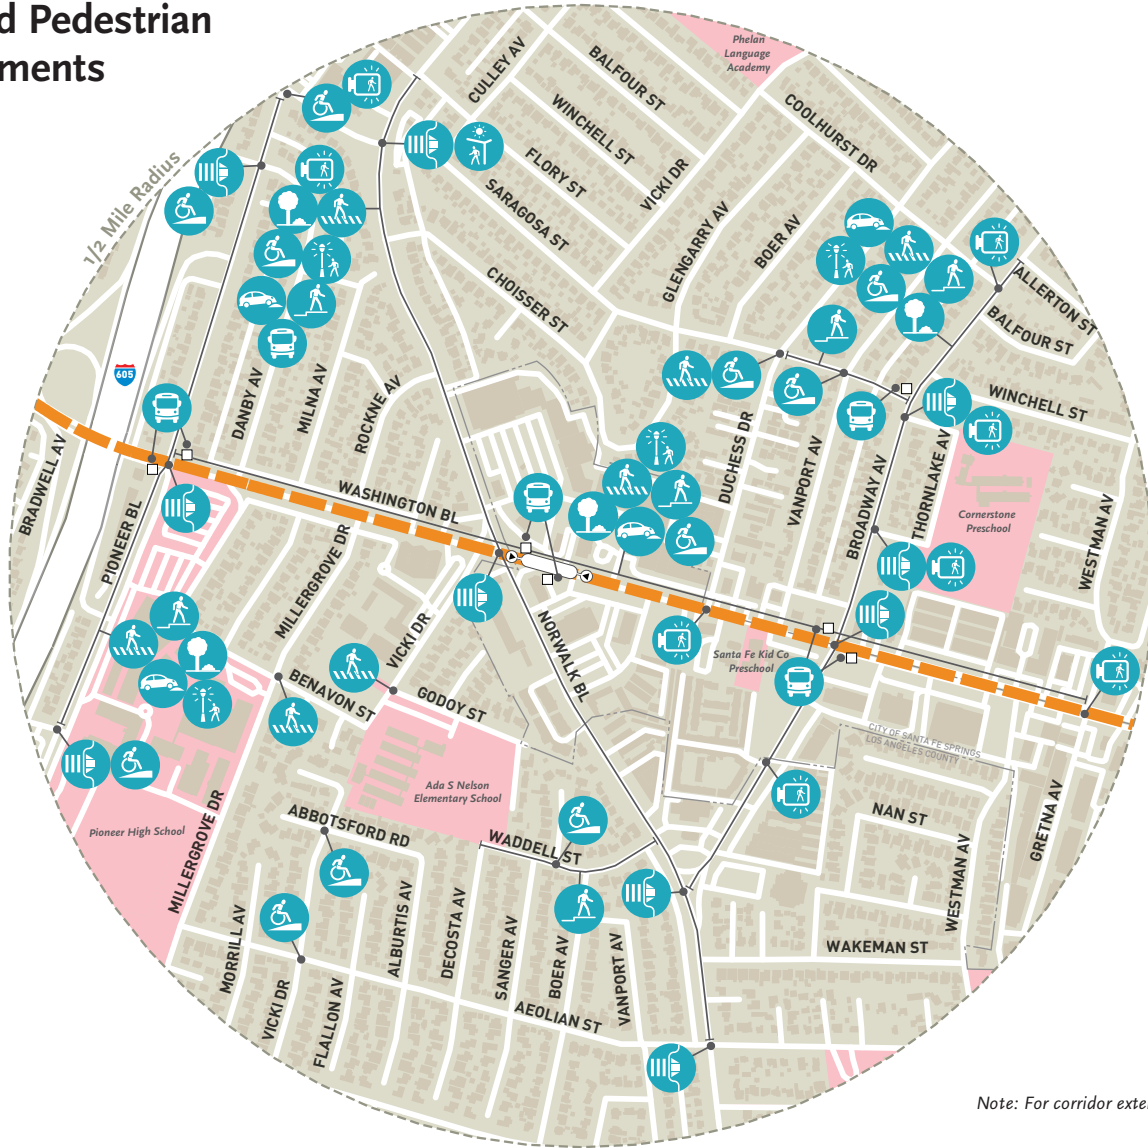 d Pedestrian
ments
Phelan
Language
Academy
CULLEY AV
BALFOUR ST
WINCHELL ST
FLORY ST
SARAGOSA ST
VICKI DR
COOLHURST DR
1/2 Mile Radius
GLENGARRY AV
BOER AV
CHOISSER ST
ALLERTON ST
BALFOUR ST
WINCHELL ST
605
DANBY AV
MILNA AV
ROCKNE AV
DUCHESS DR
VANPORT AV
BROADWAY AV
THORNLAKE AV
WESTMAN AV
Cornerstone
Preschool
BRADWELL AV
PIONEER BL
WASHINGTON BL
MILLERGROVE DR
VICKI DR
NORWALK BL
Santa Fe Kid Co
Preschool
BENAVON ST
GODOY ST
CITY OF SANTA FE SPRINGS
LOS ANGELES COUNTY
Ada S Nelson
Elementary School
Pioneer High School
MILLERGROVE DR
ABBOTSFORD RD
WADDELL ST
NAN ST
GRETNA AV
WESTMAN AV
WAKEMAN ST
MORRILL AV
VICKI DR
FLALLON AV
ALBURTIS AV
DECOSTA AV
SANGER AV
BOER AV
VANPORT AV
AEOLIAN ST
Note: For corridor exte